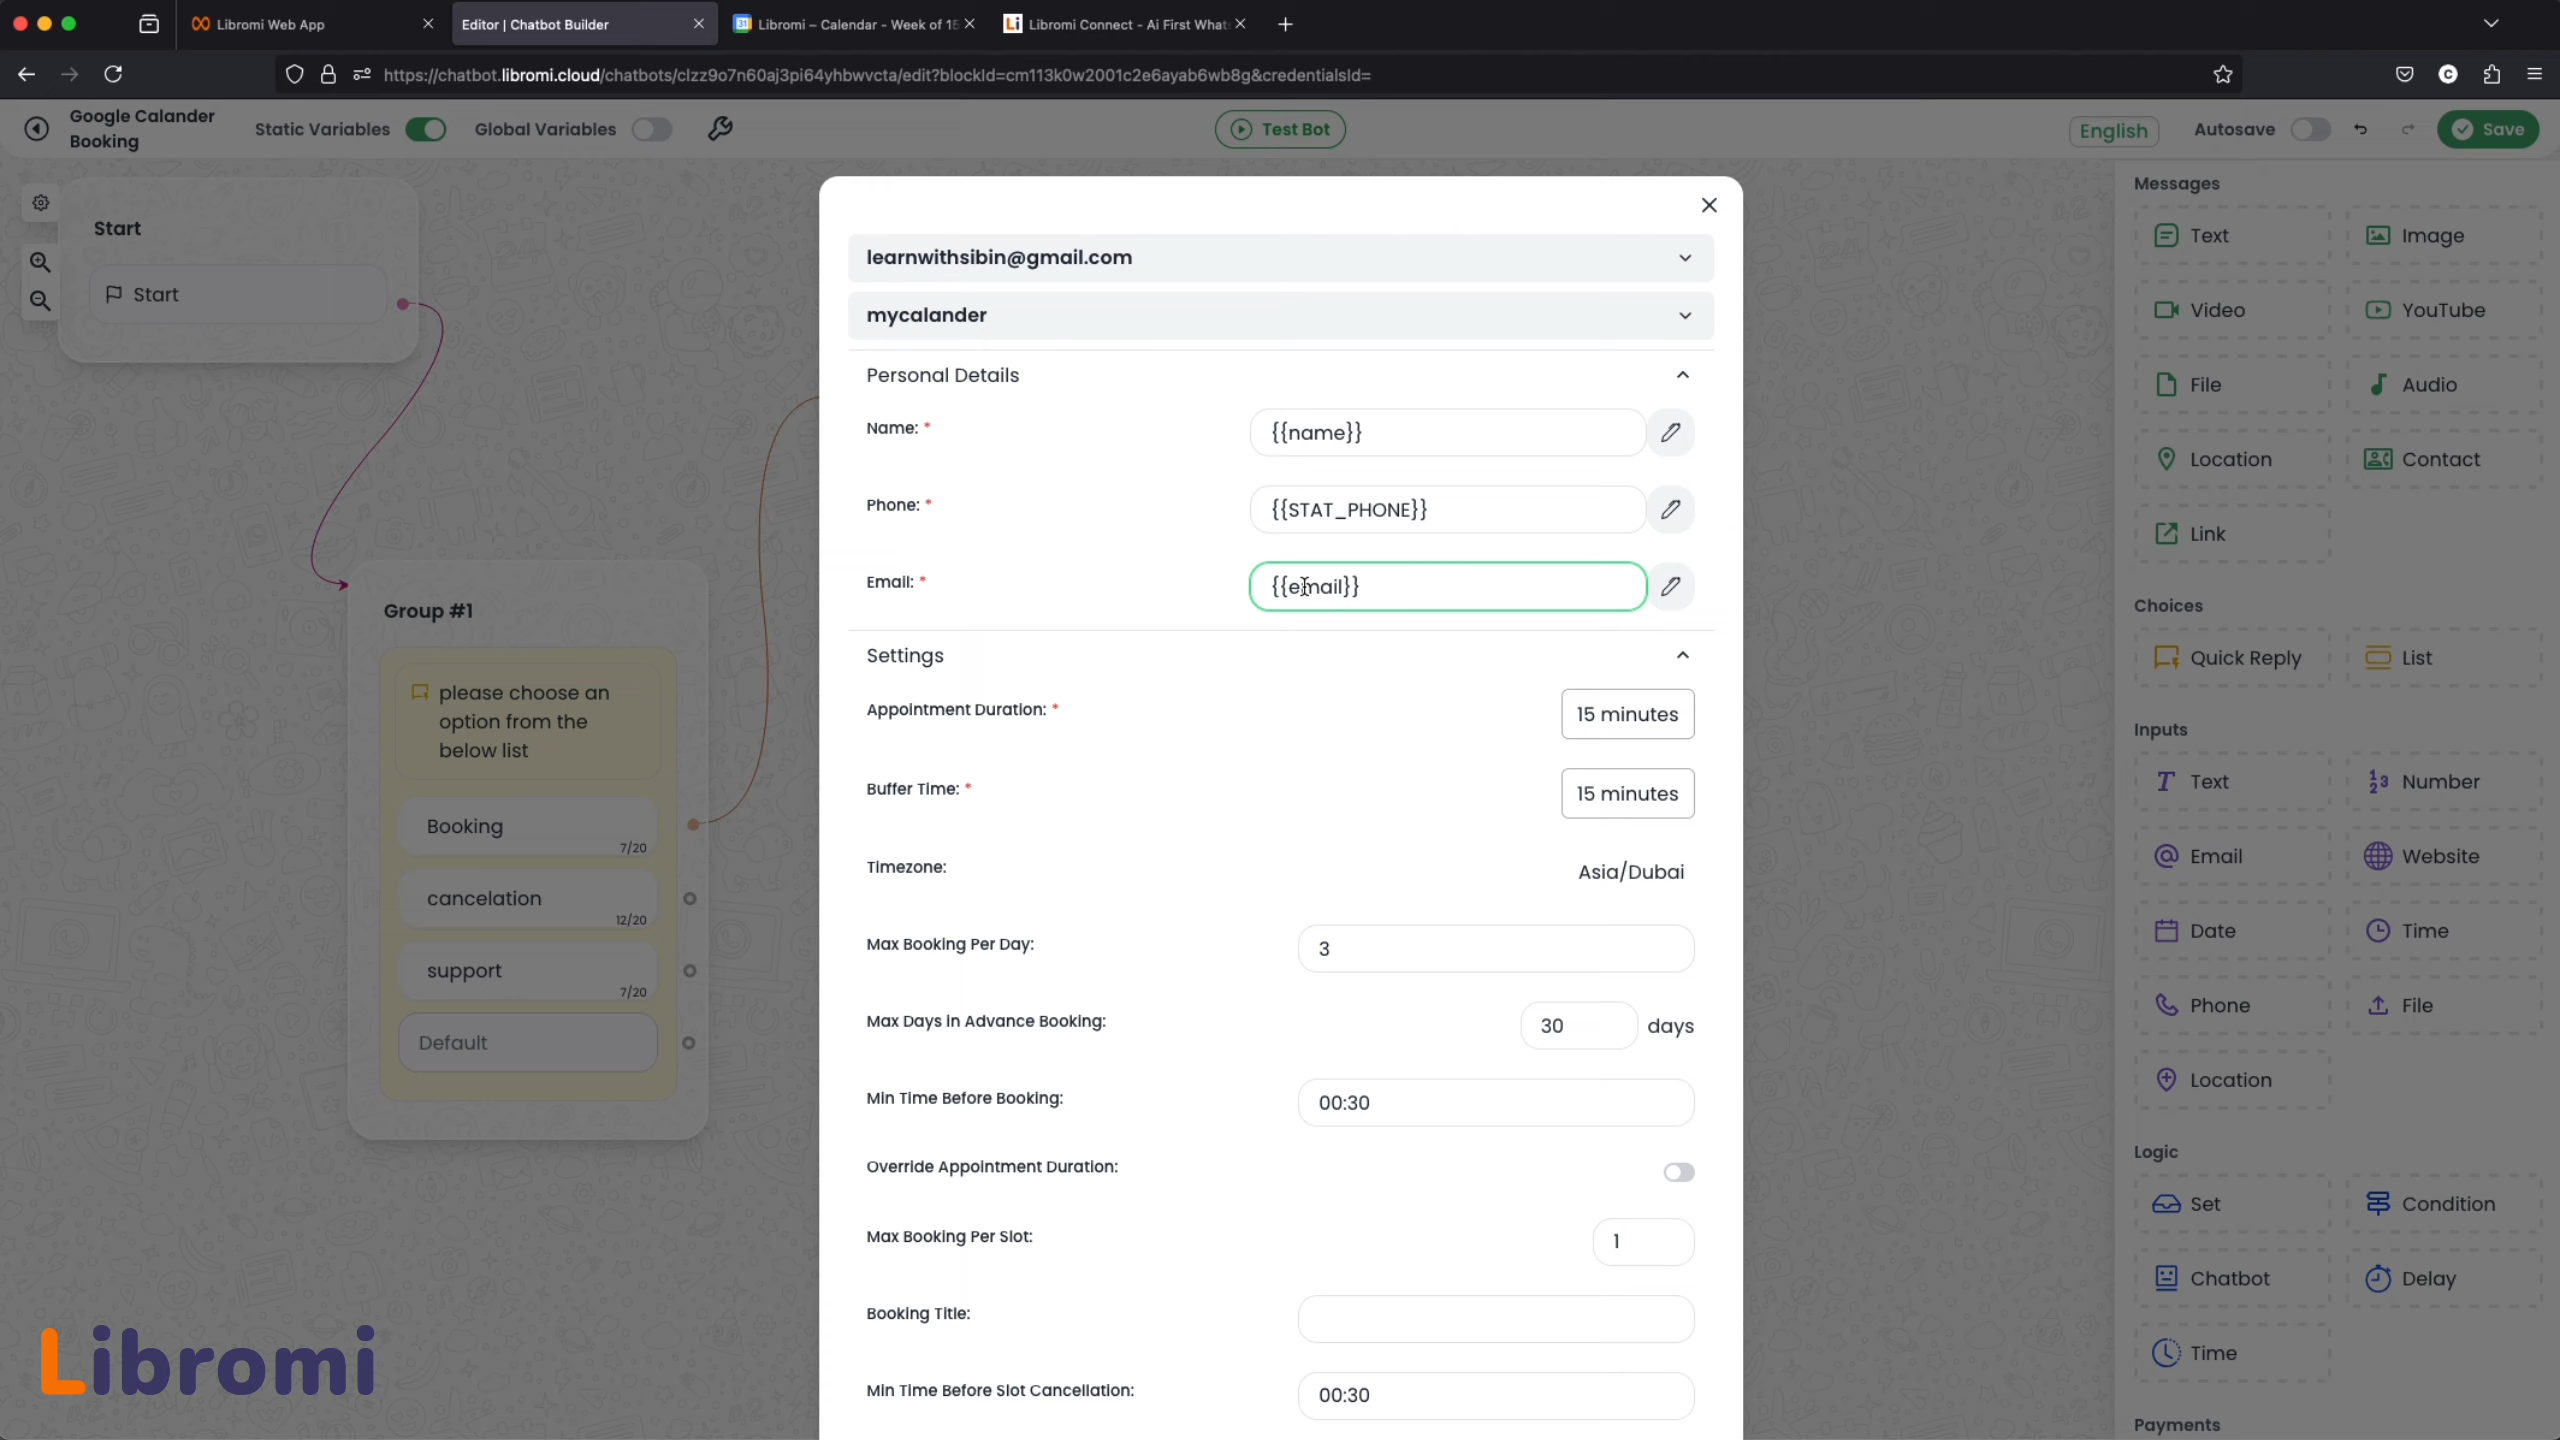 Libromi Web App
Editor | Chatbot Builder
Libromi – Calendar - Week of 15
Libromi Connect - Ai First What
https://chatbot.libromi.cloud/chatbots/clzz9o7n60aj3pi64yhbwvcta/edit?blockId=cm113k0w2001c2e6ayab6wb8g&credentialsId=
Google Calander
Booking
Static Variables
Global Variables
Test Bot
English
Autosave
Save
Start
Start
Group #1
please choose an
option from the
below list
Booking
7/20
cancelation
12/20
support
7/20
Default
learnwithsibin@gmail.com
mycalander
Personal Details
Name: *
{{name}}
Phone: *
{{STAT_PHONE}}
Email: *
{{email}}
Settings
Appointment Duration: *
15 minutes
Buffer Time: *
15 minutes
Timezone:
Asia/Dubai
Max Booking Per Day:
3
Max Days in Advance Booking:
30
days
Min Time Before Booking:
00:30
Override Appointment Duration:
Max Booking Per Slot:
1
Booking Title:
Min Time Before Slot Cancellation:
00:30
Messages
Text
Image
Video
YouTube
File
Audio
Location
Contact
Link
Choices
Quick Reply
List
Inputs
Text
Number
Email
Website
Date
Time
Phone
File
Location
Logic
Set
Condition
Chatbot
Delay
Time
Payments
Libromi